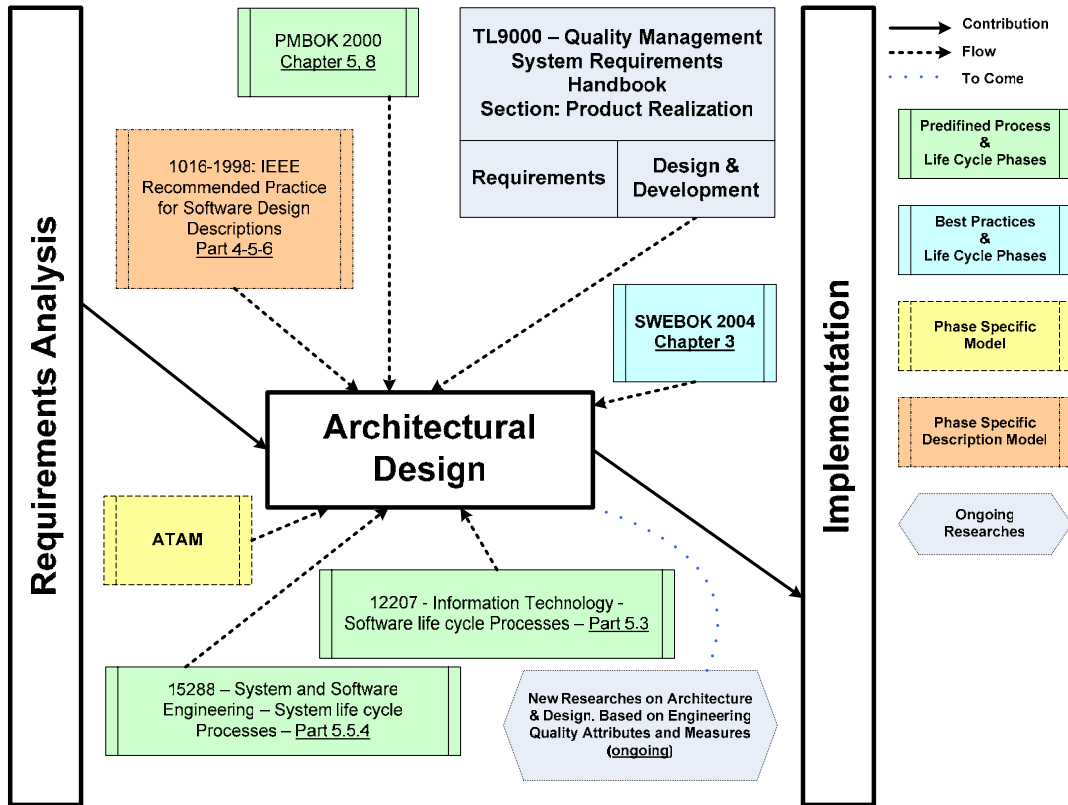 Requirements Analysis
PMBOK 2000
Chapter 5, 8
TL9000 – Quality Management
System Requirements
Handbook
Section: Product Realization
Requirements
Design &
Development
1016-1998: IEEE
Recommended Practice
for Software Design
Descriptions
Part 4-5-6
SWEBOK 2004
Chapter 3
Architectural
Design
ATAM
12207 - Information Technology -
Software life cycle Processes – Part 5.3
15288 – System and Software
Engineering – System life cycle
Processes – Part 5.5.4
New Researches on Architecture
& Design. Based on Engineering
Quality Attributes and Measures
(ongoing)
Implementation
Contribution
Flow
To Come
Predifined Process
&
Life Cycle Phases
Best Practices
&
Life Cycle Phases
Phase Specific
Model
Phase Specific
Description Model
Ongoing
Researches